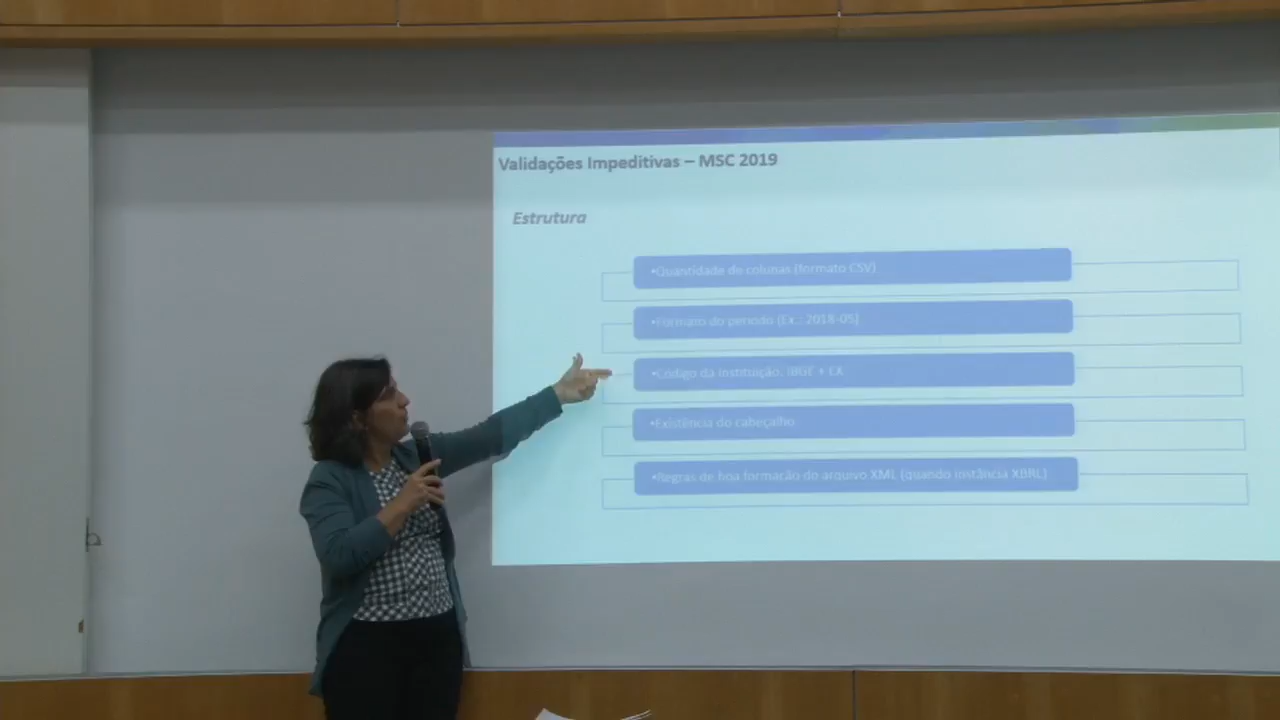 Validações Impeditivas – MSC 2019
Estrutura
•Quantidade de colunas (formato CSV)
•Formato do período (Ex.: 2018-05)
•Código da instituição: IBGE + EX
•Existência do cabeçalho
•Regras de boa formação do arquivo XML (quando instância XBRL)